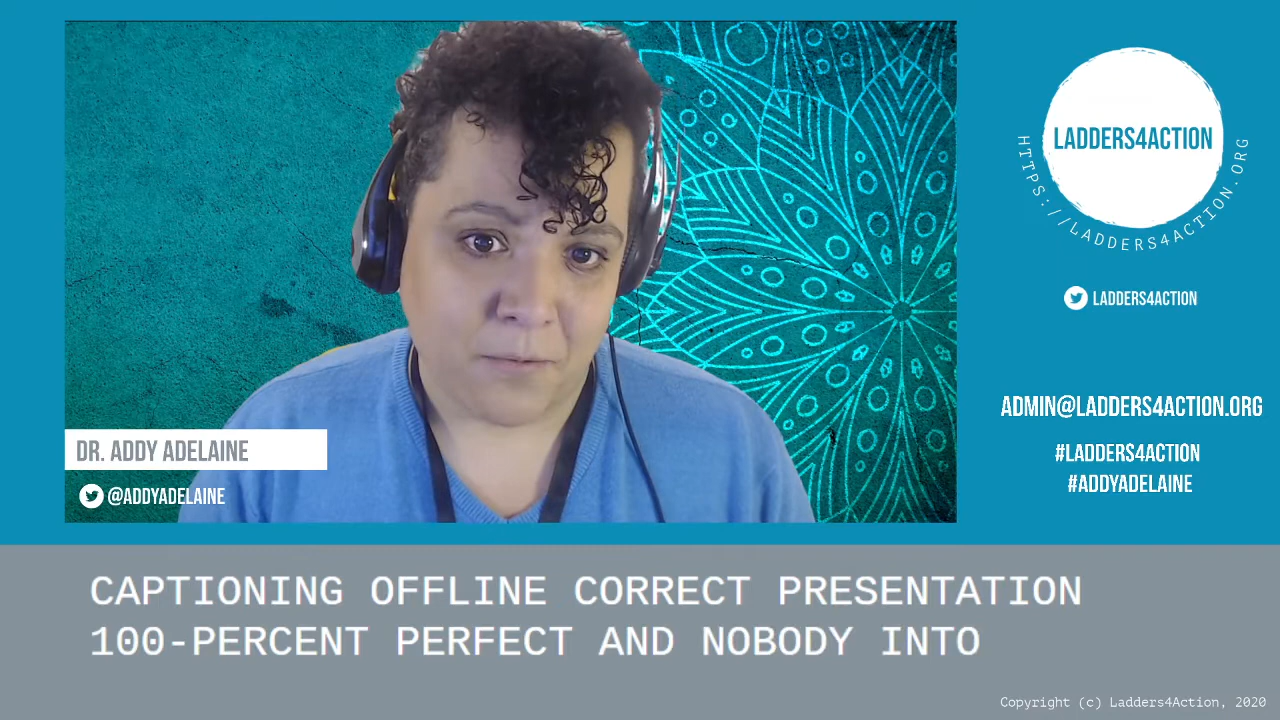 LADDERS4ACTION
HTTPS://LADDERS4ACTION.ORG
LADDERS4ACTION
ADMIN@LADDERS4ACTION.ORG
#LADDERS4ACTION
#ADDYADELAINE
DR. ADDY ADELAINE
@ADDYADELAINE
CAPTIONING OFFLINE CORRECT PRESENTATION
100-PERCENT PERFECT AND NOBODY INTO
Copyright (c) Ladders4Action, 2020